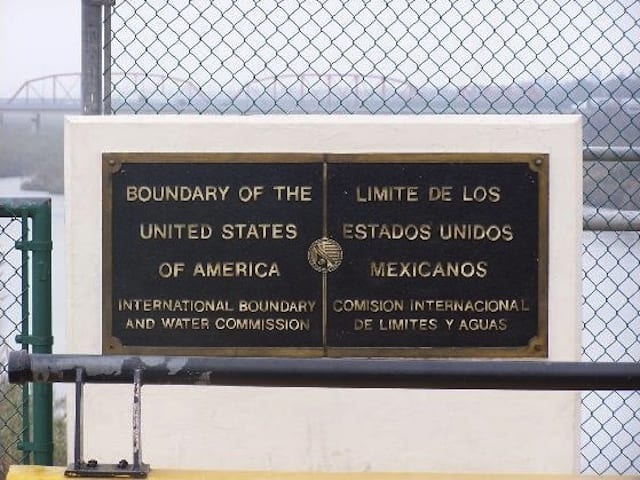 BOUNDARY OF THE
UNITED STATES
OF AMERICA
INTERNATIONAL BOUNDARY
AND WATER COMMISSION
LIMITE DE LOS
ESTADOS UNIDOS
MEXICANOS
COMISION INTERNACIONAL
DE LIMITES Y AGUAS